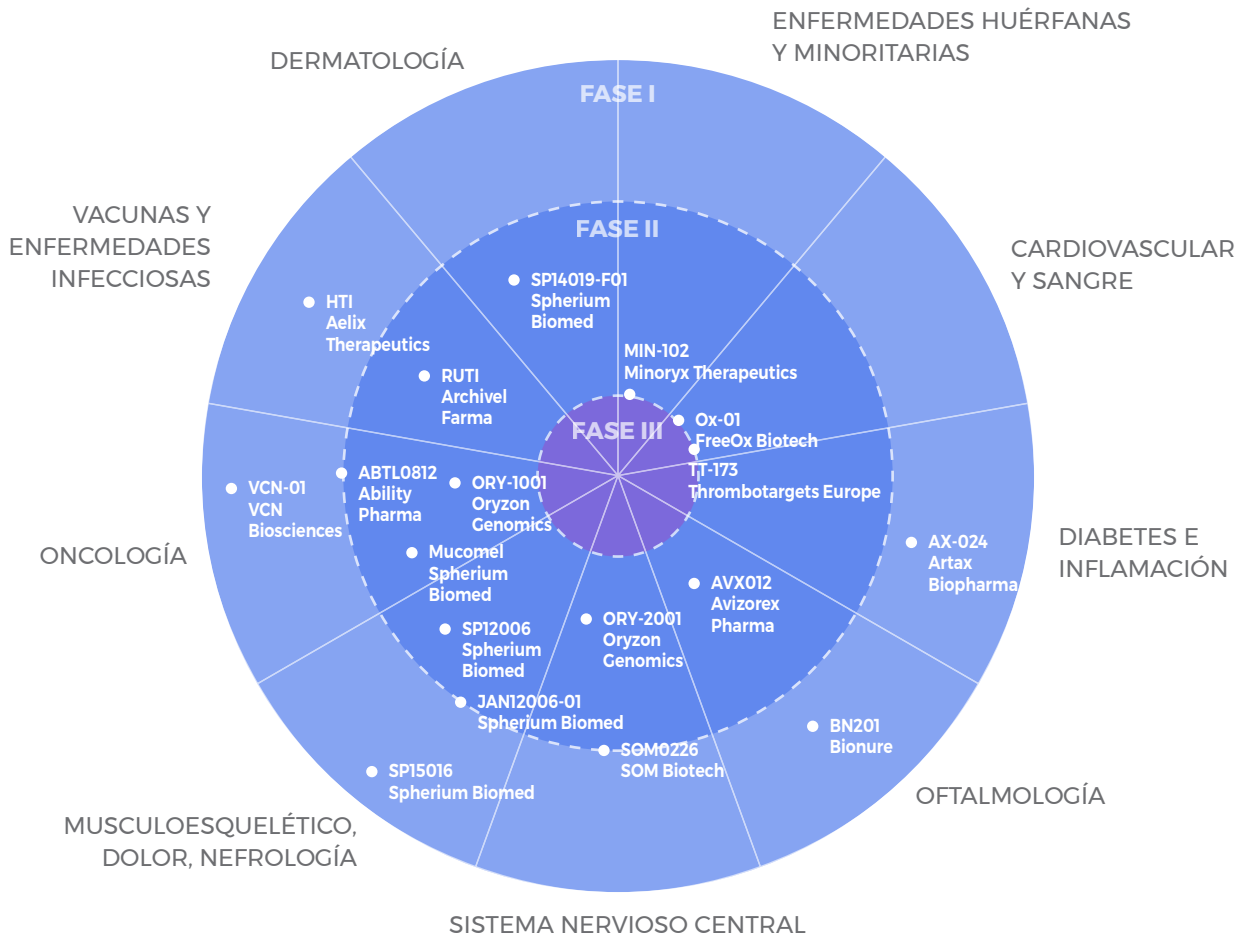 ENFERMEDADES HUÉRFANAS
Y MINORITARIAS
DERMATOLOGÍA
FASE I
VACUNAS Y
ENFERMEDADES
INFECCIOSAS
FASE II
CARDIOVASCULAR
Y SANGRE
SP14019-F01
Spherium
Biomed
HTI
Aelix
Therapeutics
MIN-102
Minoryx Therapeutics
RUTI
Archivel
Farma
Ox-01
FreeOx Biotech
FASE III
TT-173
Thrombotargets Europe
ABTL0812
Ability
Pharma
ORY-1001
Oryzon
Genomics
VCN-01
VCN
Biosciences
ONCOLOGÍA
DIABETES E
INFLAMACIÓN
AX-024
Artax
Biopharma
Mucomel
Spherium
Biomed
AVX012
Avizorex
Pharma
ORY-2001
Oryzon
Genomics
SP12006
Spherium
Biomed
JAN12006-01
Spherium Biomed
BN201
Bionure
SOM0226
SOM Biotech
SP15016
Spherium Biomed
OFTALMOLOGÍA
MUSCULOESQUELÉTICO,
DOLOR, NEFROLOGÍA
SISTEMA NERVIOSO CENTRAL